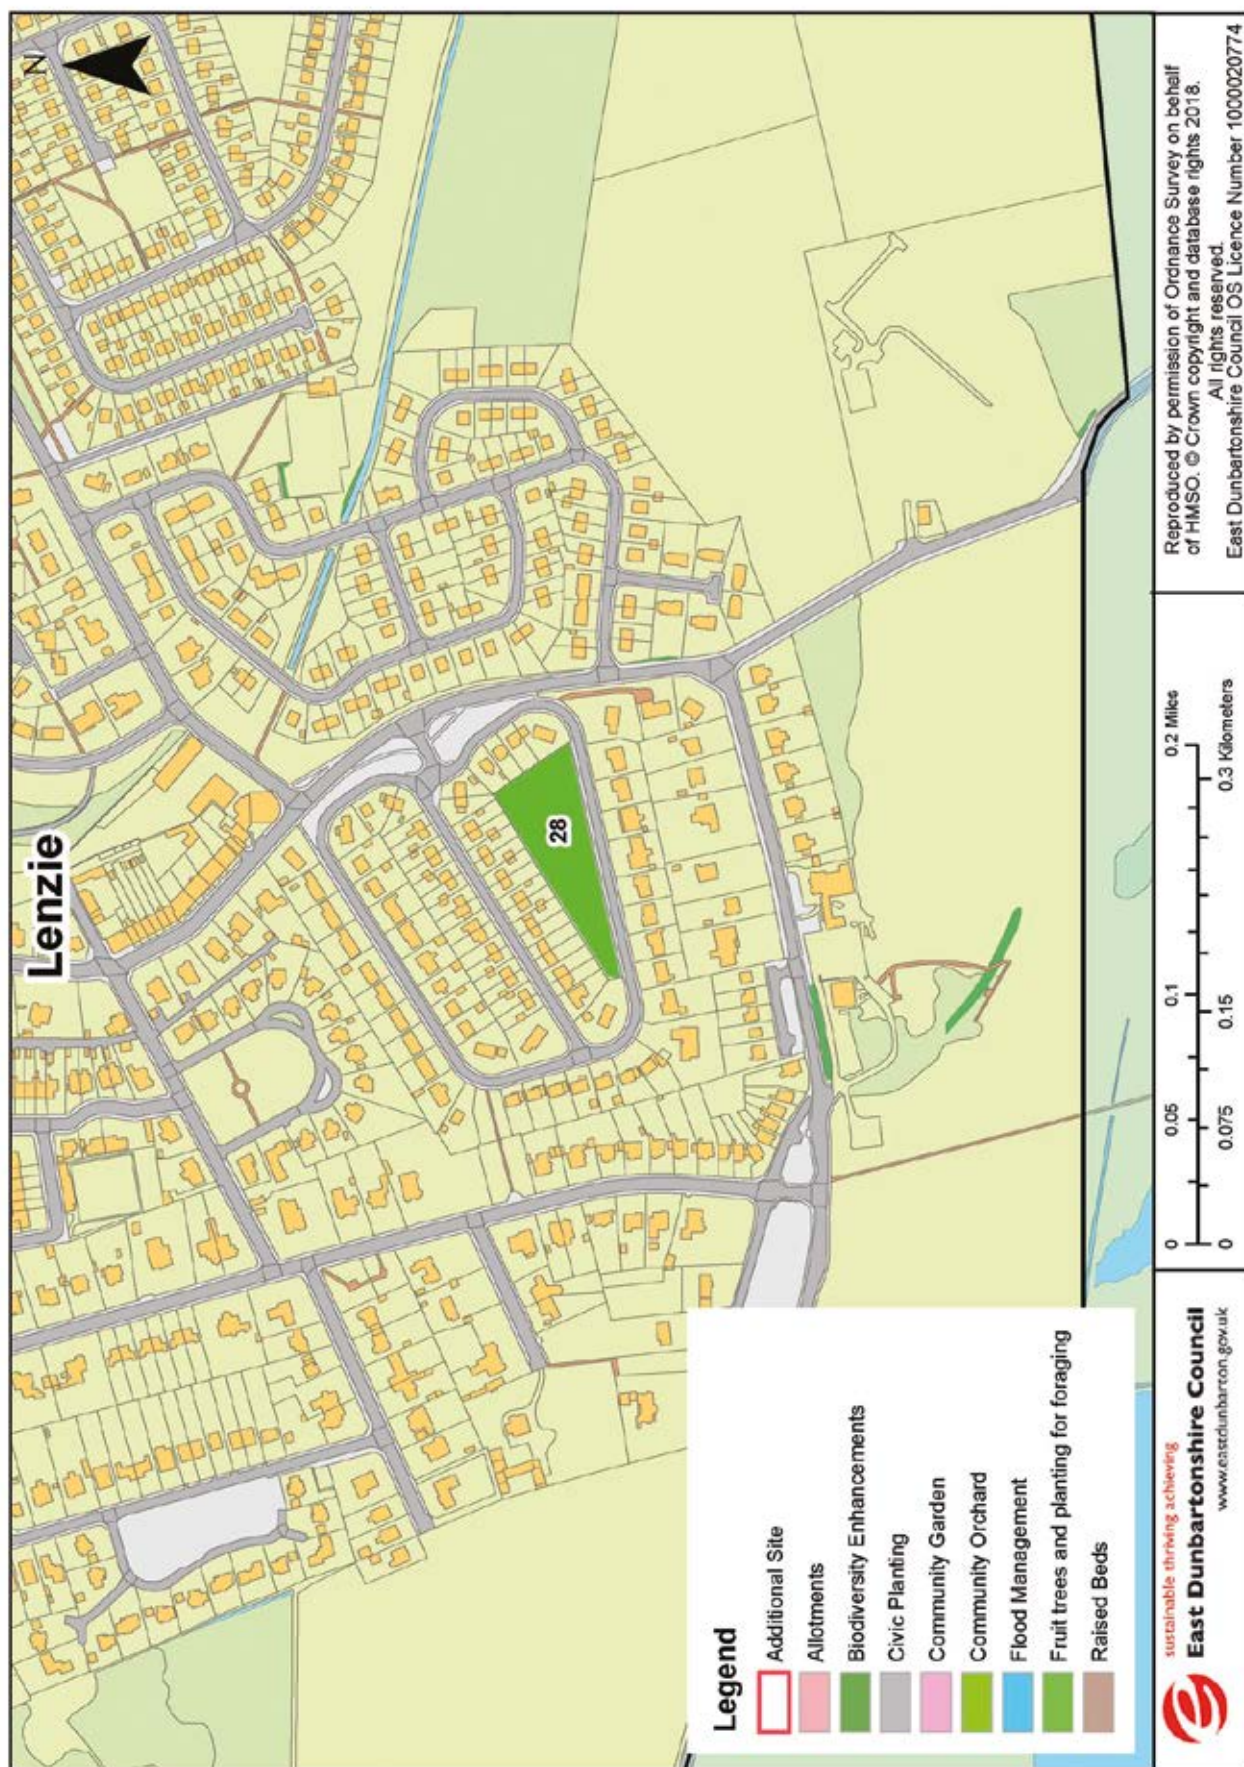 N
Lenzie
28
Legend
Additional Site
Allotments
Biodiversity Enhancements
Civic Planting
Community Garden
Community Orchard
Flood Management
Fruit trees and planting for foraging
Raised Beds
sustainable thriving achieving
East Dunbartonshire Council
www.eastdunbarton.gov.uk
0 0.05 0.1 0.2 Miles
0 0.075 0.15 0.3 Kilometers
Reproduced by permission of Ordnance Survey on behalf
of HMSO. © Crown copyright and database rights 2018.
All rights reserved.
East Dunbartonshire Council OS Licence Number 1000020774